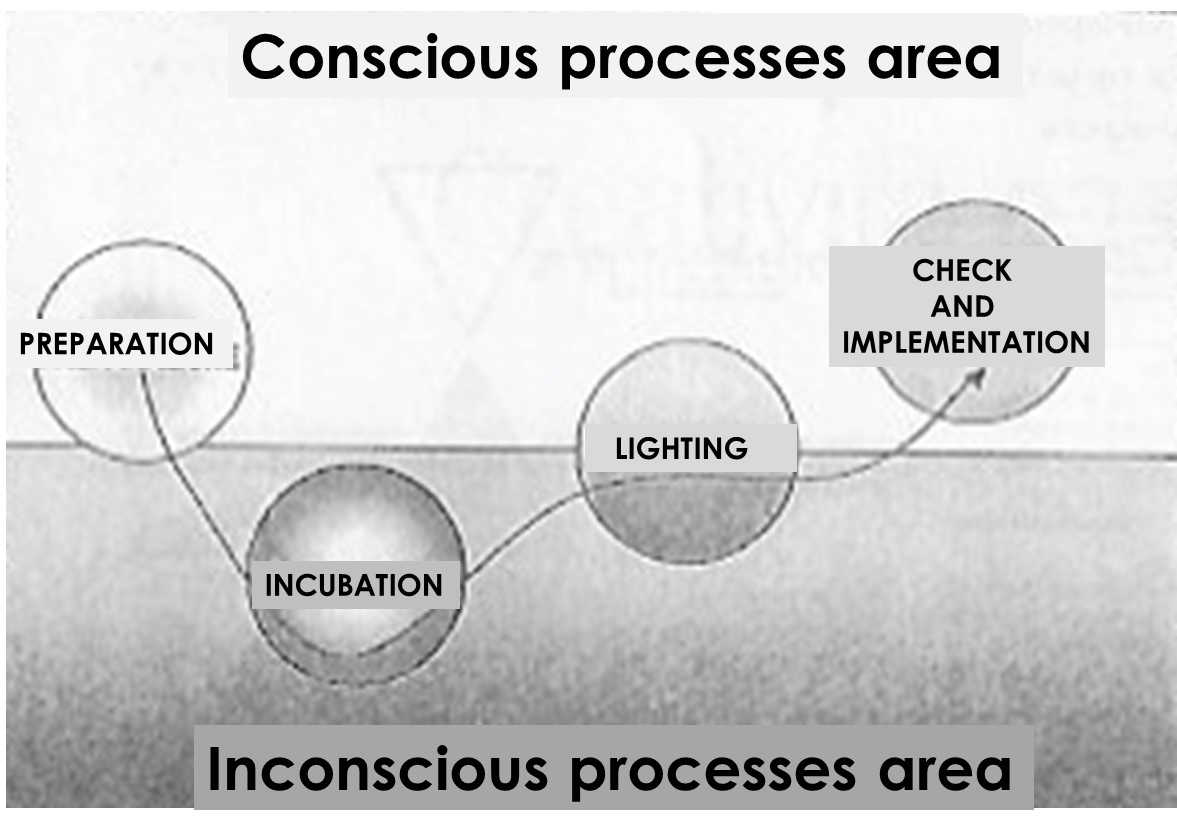 Conscious processes area
PREPARATION
INCUBATION
LIGHTING
CHECK
AND
IMPLEMENTATION
Inconscious processes area